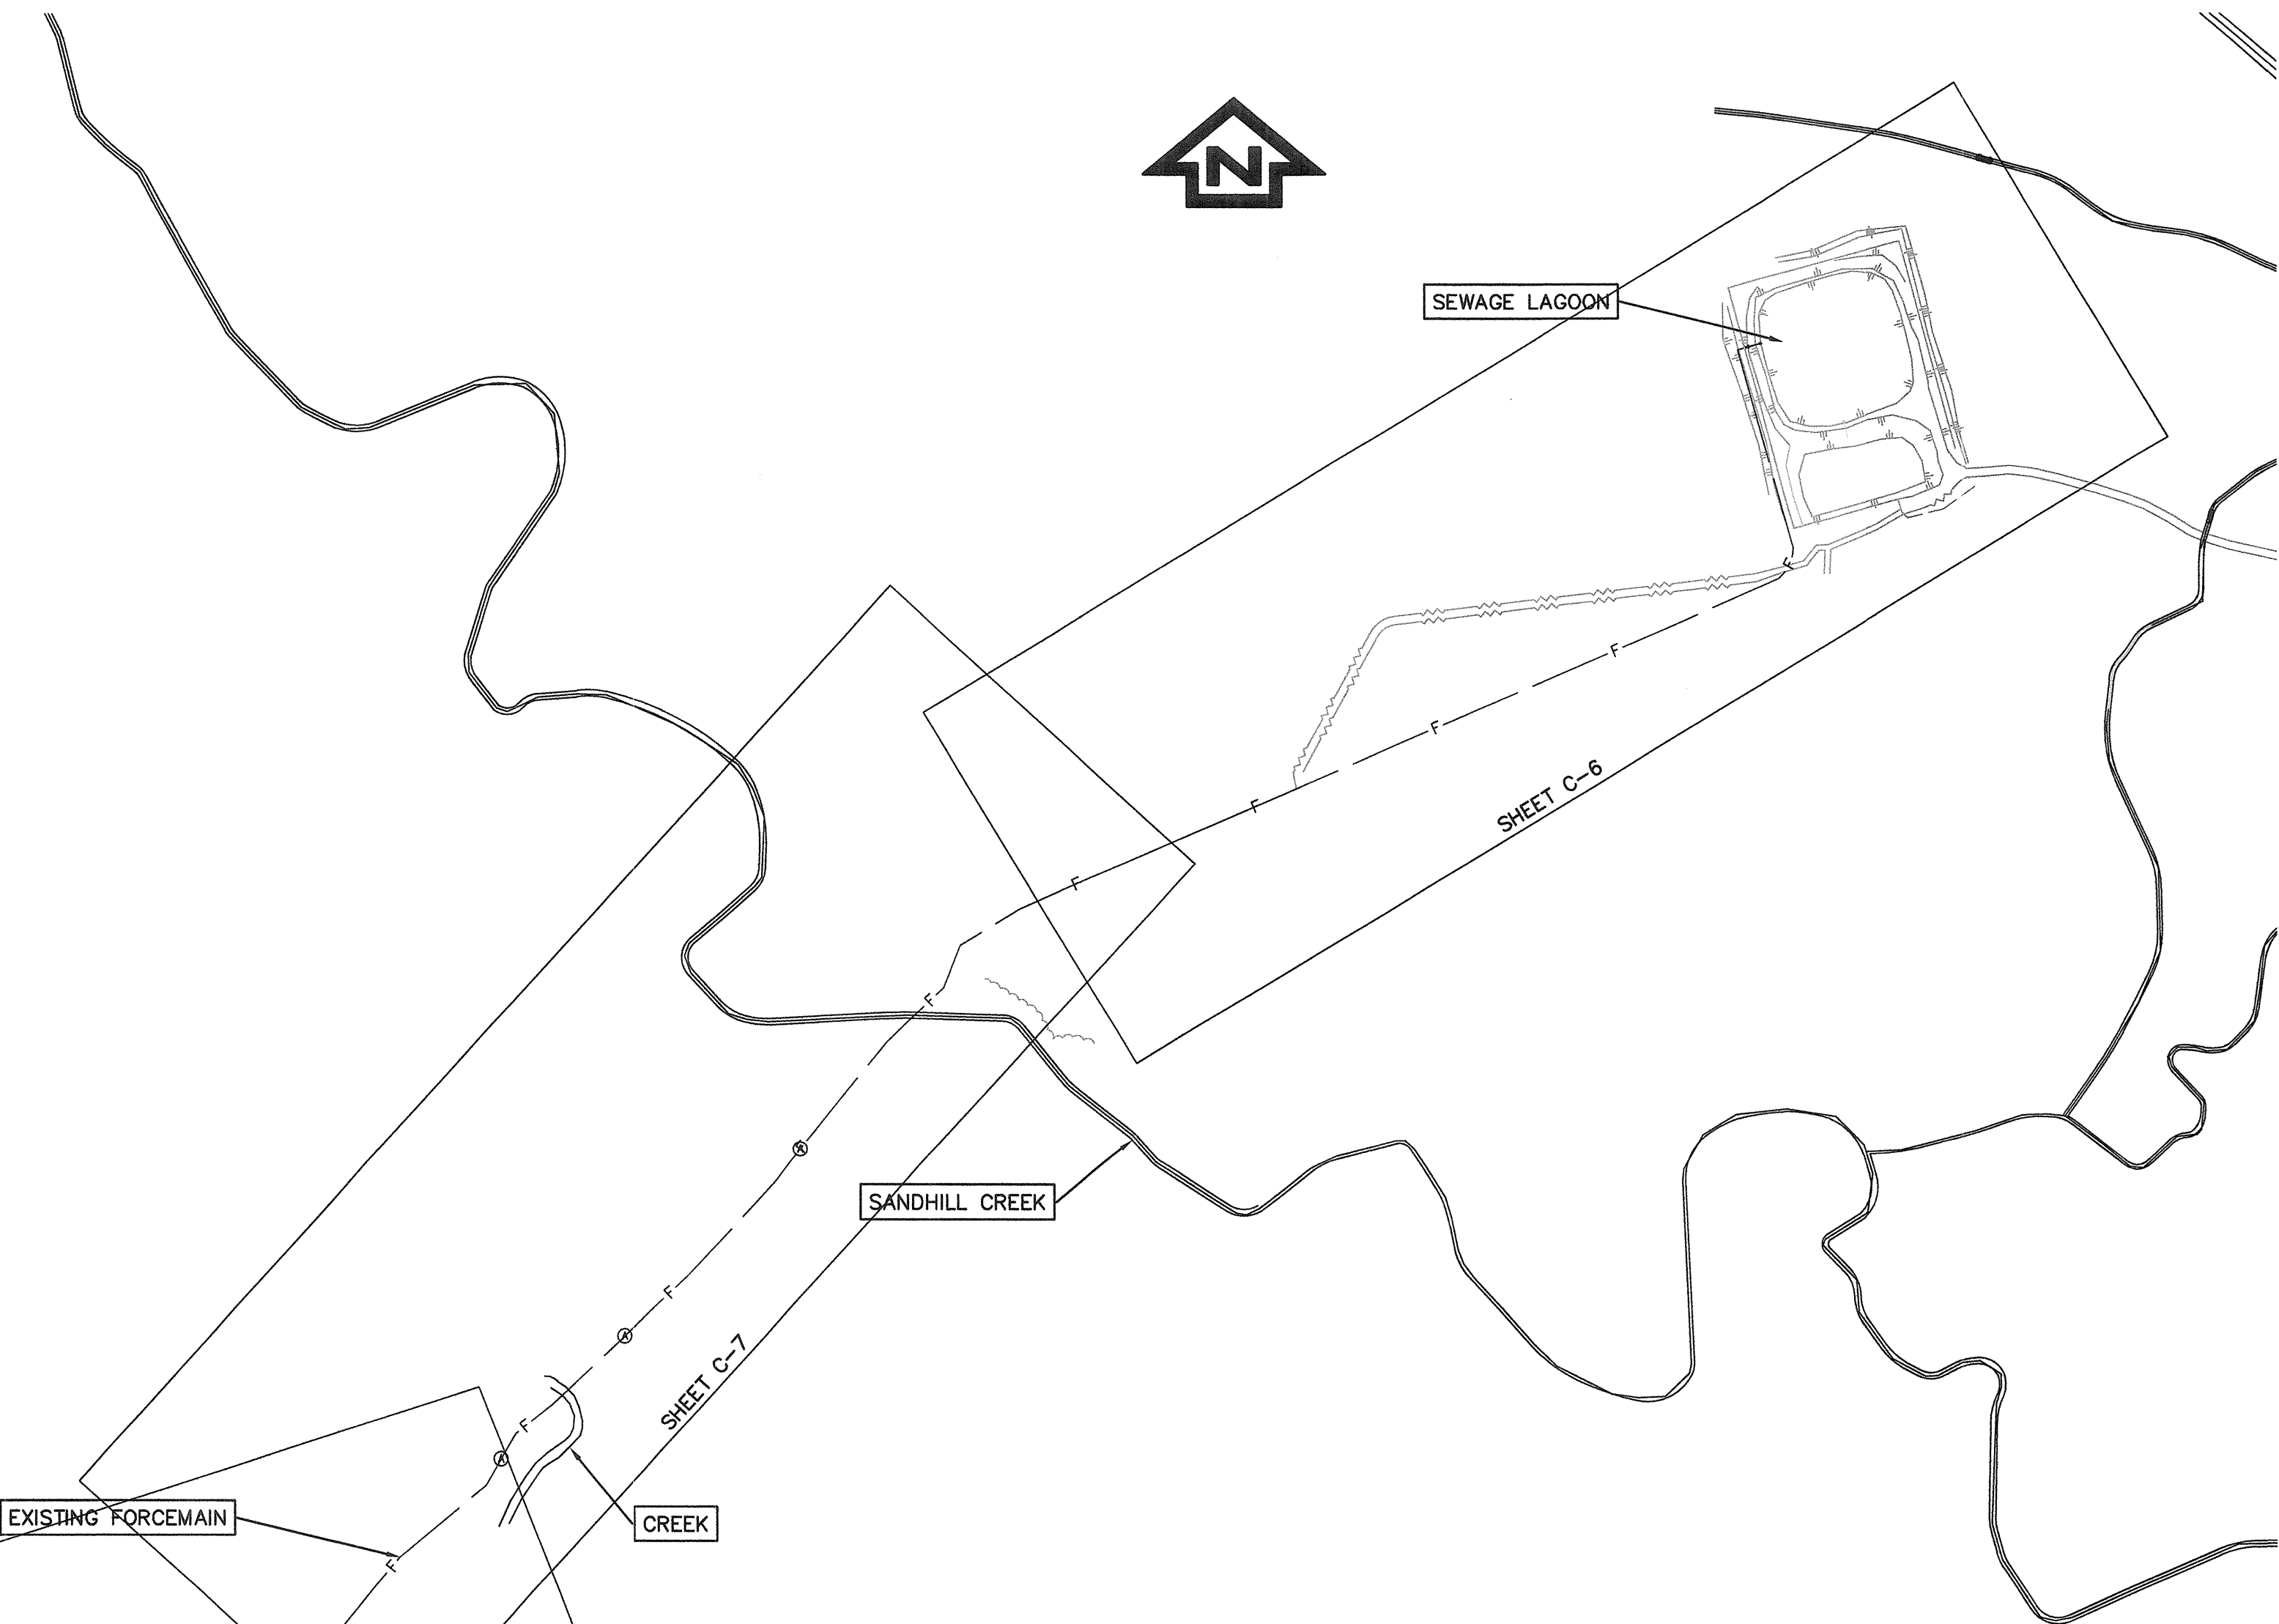 N
SEWAGE LAGOON
F
F
F
SHEET C-6
F
F
F
SANDHILL CREEK
F
A
A
SHEET C-7
F
A
EXISTING FORCEMAIN
CREEK
F